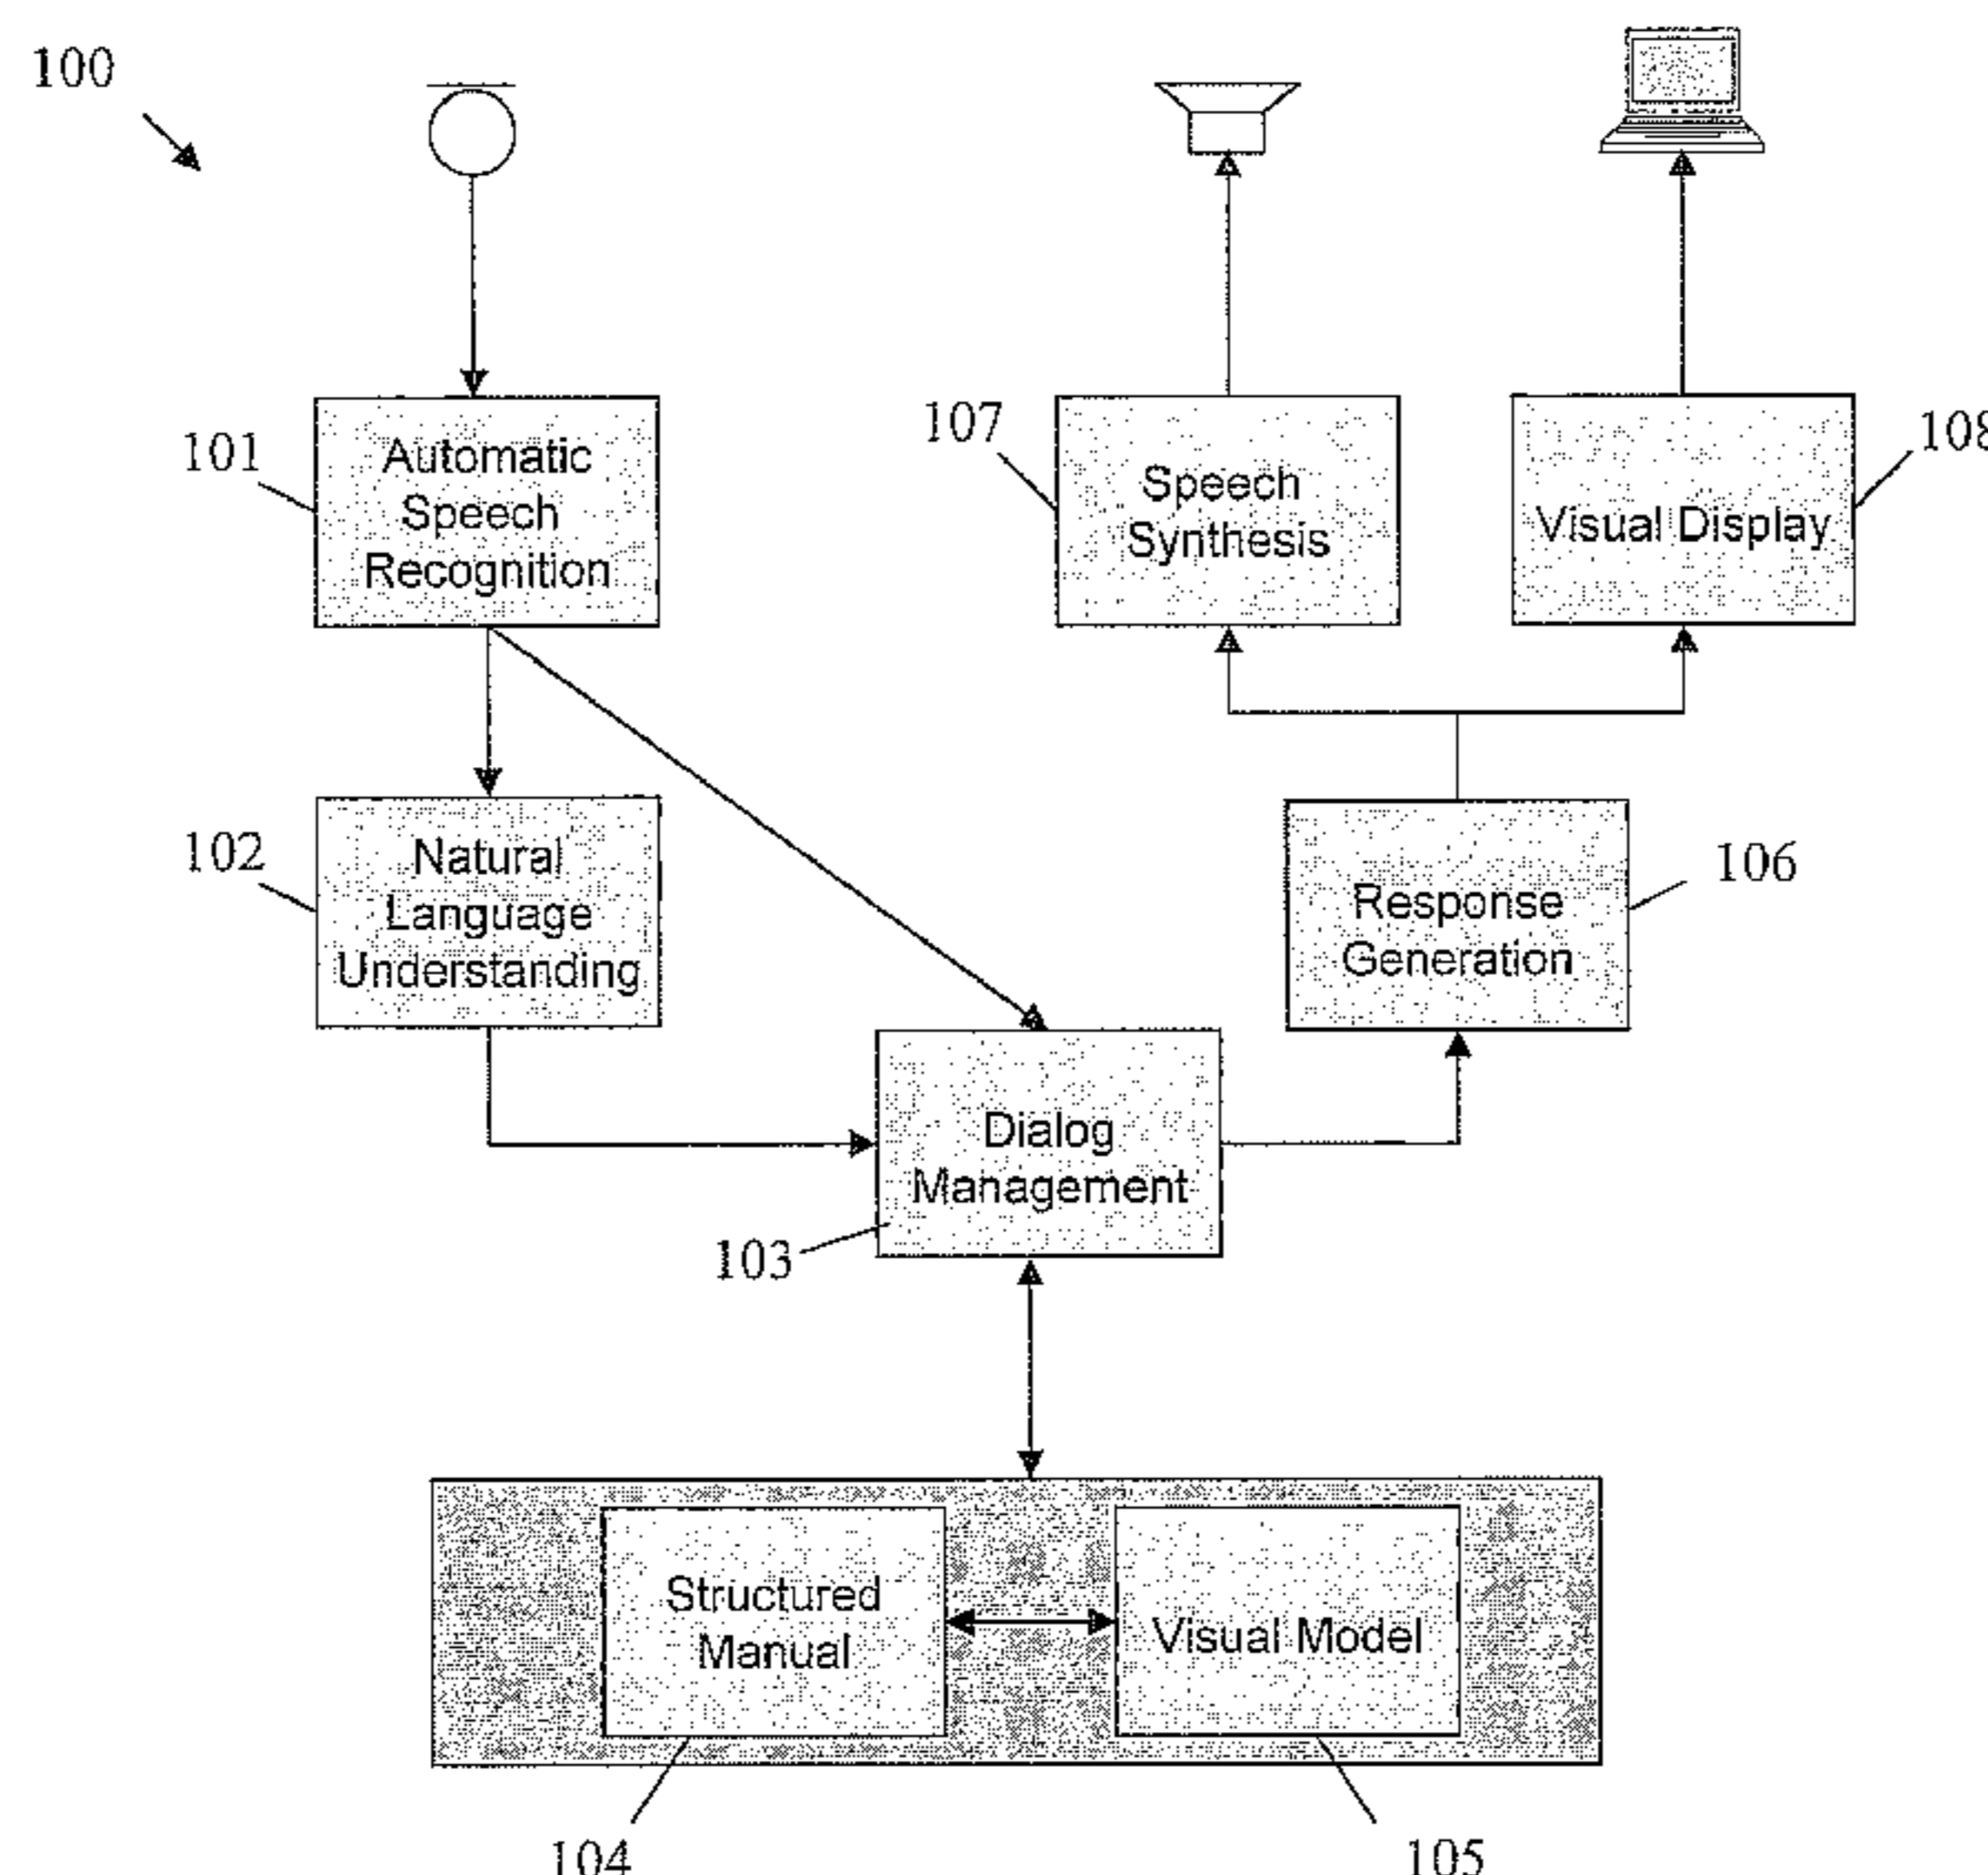 100
101
Automatic
Speech
Recognition
107
Speech
Synthesis
108
Visual Display
102
Natural
Language
Understanding
106
Response
Generation
Dialog
Management
103
Structured
Manual
Visual Model
104
105